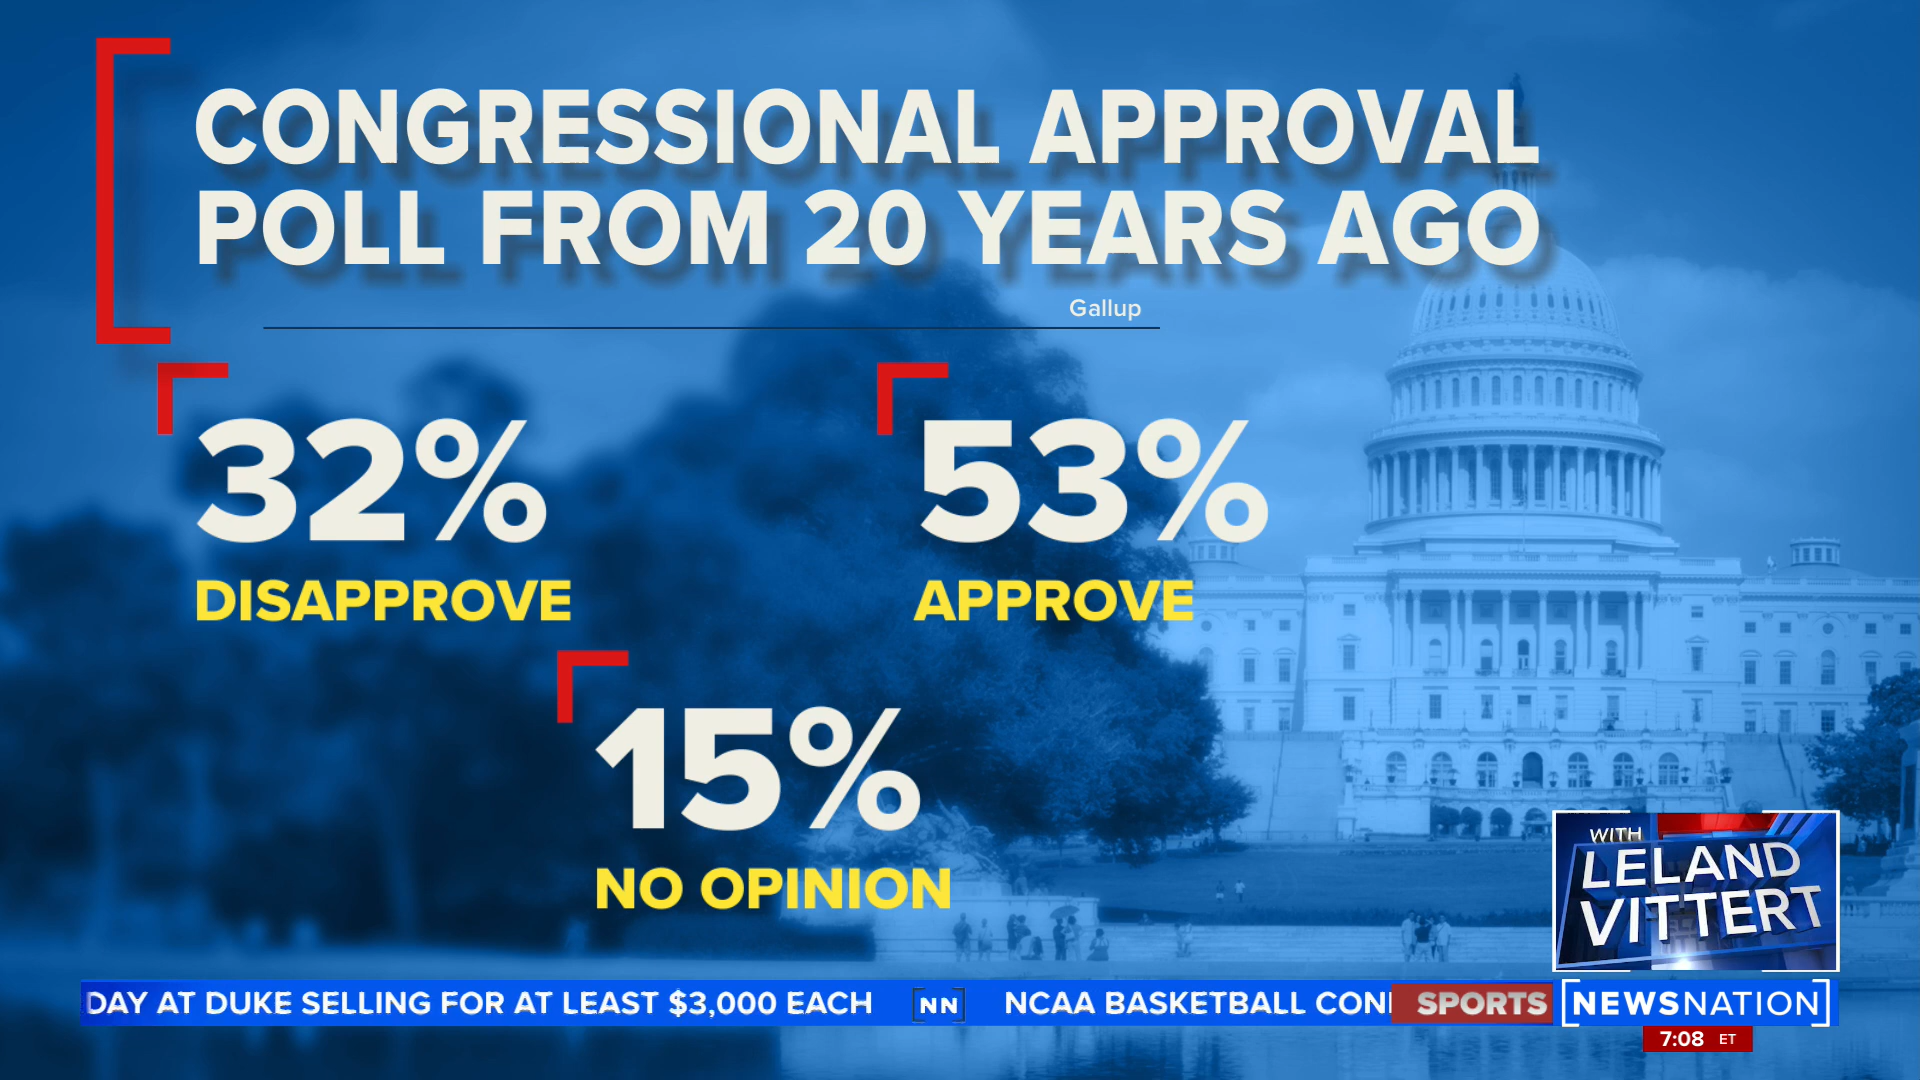 CONGRESSIONAL APPROVAL
POLL FROM 20 YEARS AGO
Gallup
32%
DISAPPROVE
53%
APPROVE
15%
NO OPINION
WITH
LELAND
VITTERT
DAY AT DUKE SELLING FOR AT LEAST $3,000 EACH NN NCAA BASKETBALL CON SPORTS NEWSNATION
7:08 ET